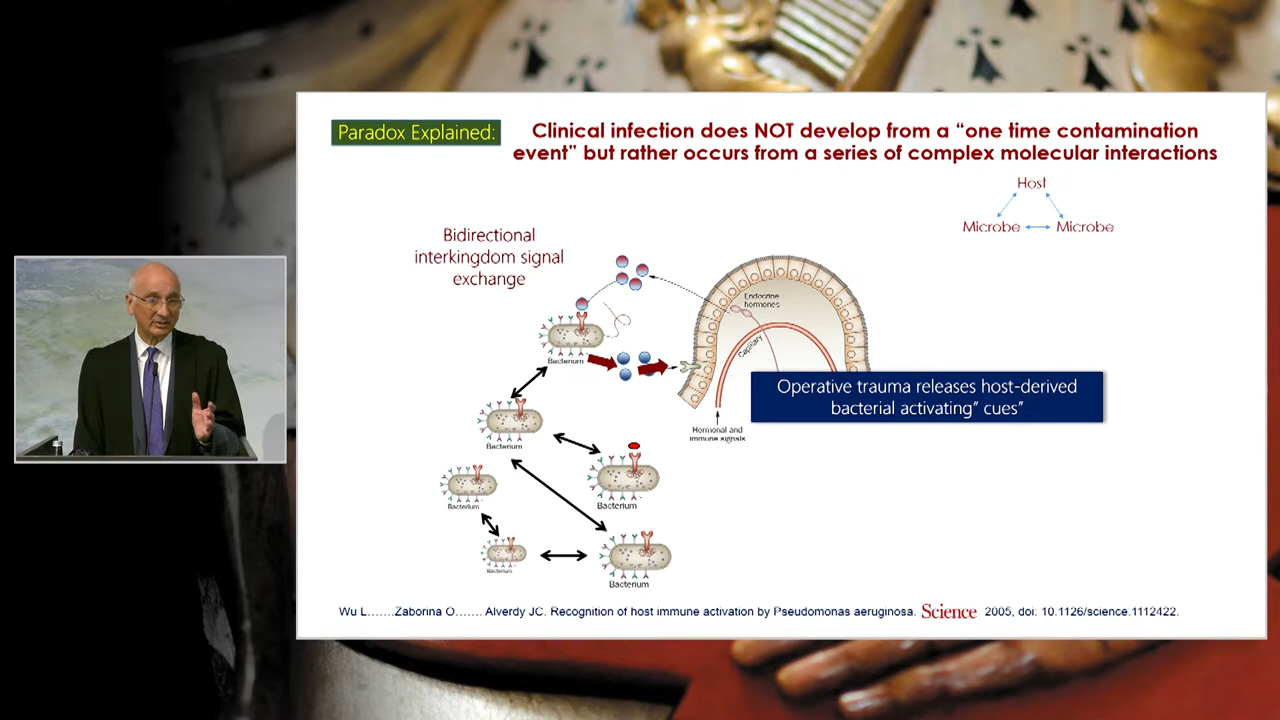 Paradox Explained:
Clinical infection does NOT develop from a “one time contamination
event” but rather occurs from a series of complex molecular interactions
Host
Microbe
Microbe
Bidirectional
interkingdom signal
exchange
Endocrine
hormones
Capillary
Bacterium
Operative trauma releases host-derived
bacterial activating” cues”
Hormonal and
immune signals
Bacterium
Bacterium
Bacterium
Bacterium
Bacterium
Wu L.......Zaborina O....... Alverdy JC. Recognition of host immune activation by Pseudomonas aeruginosa. Science 2005, doi: 10.1126/science.1112422.